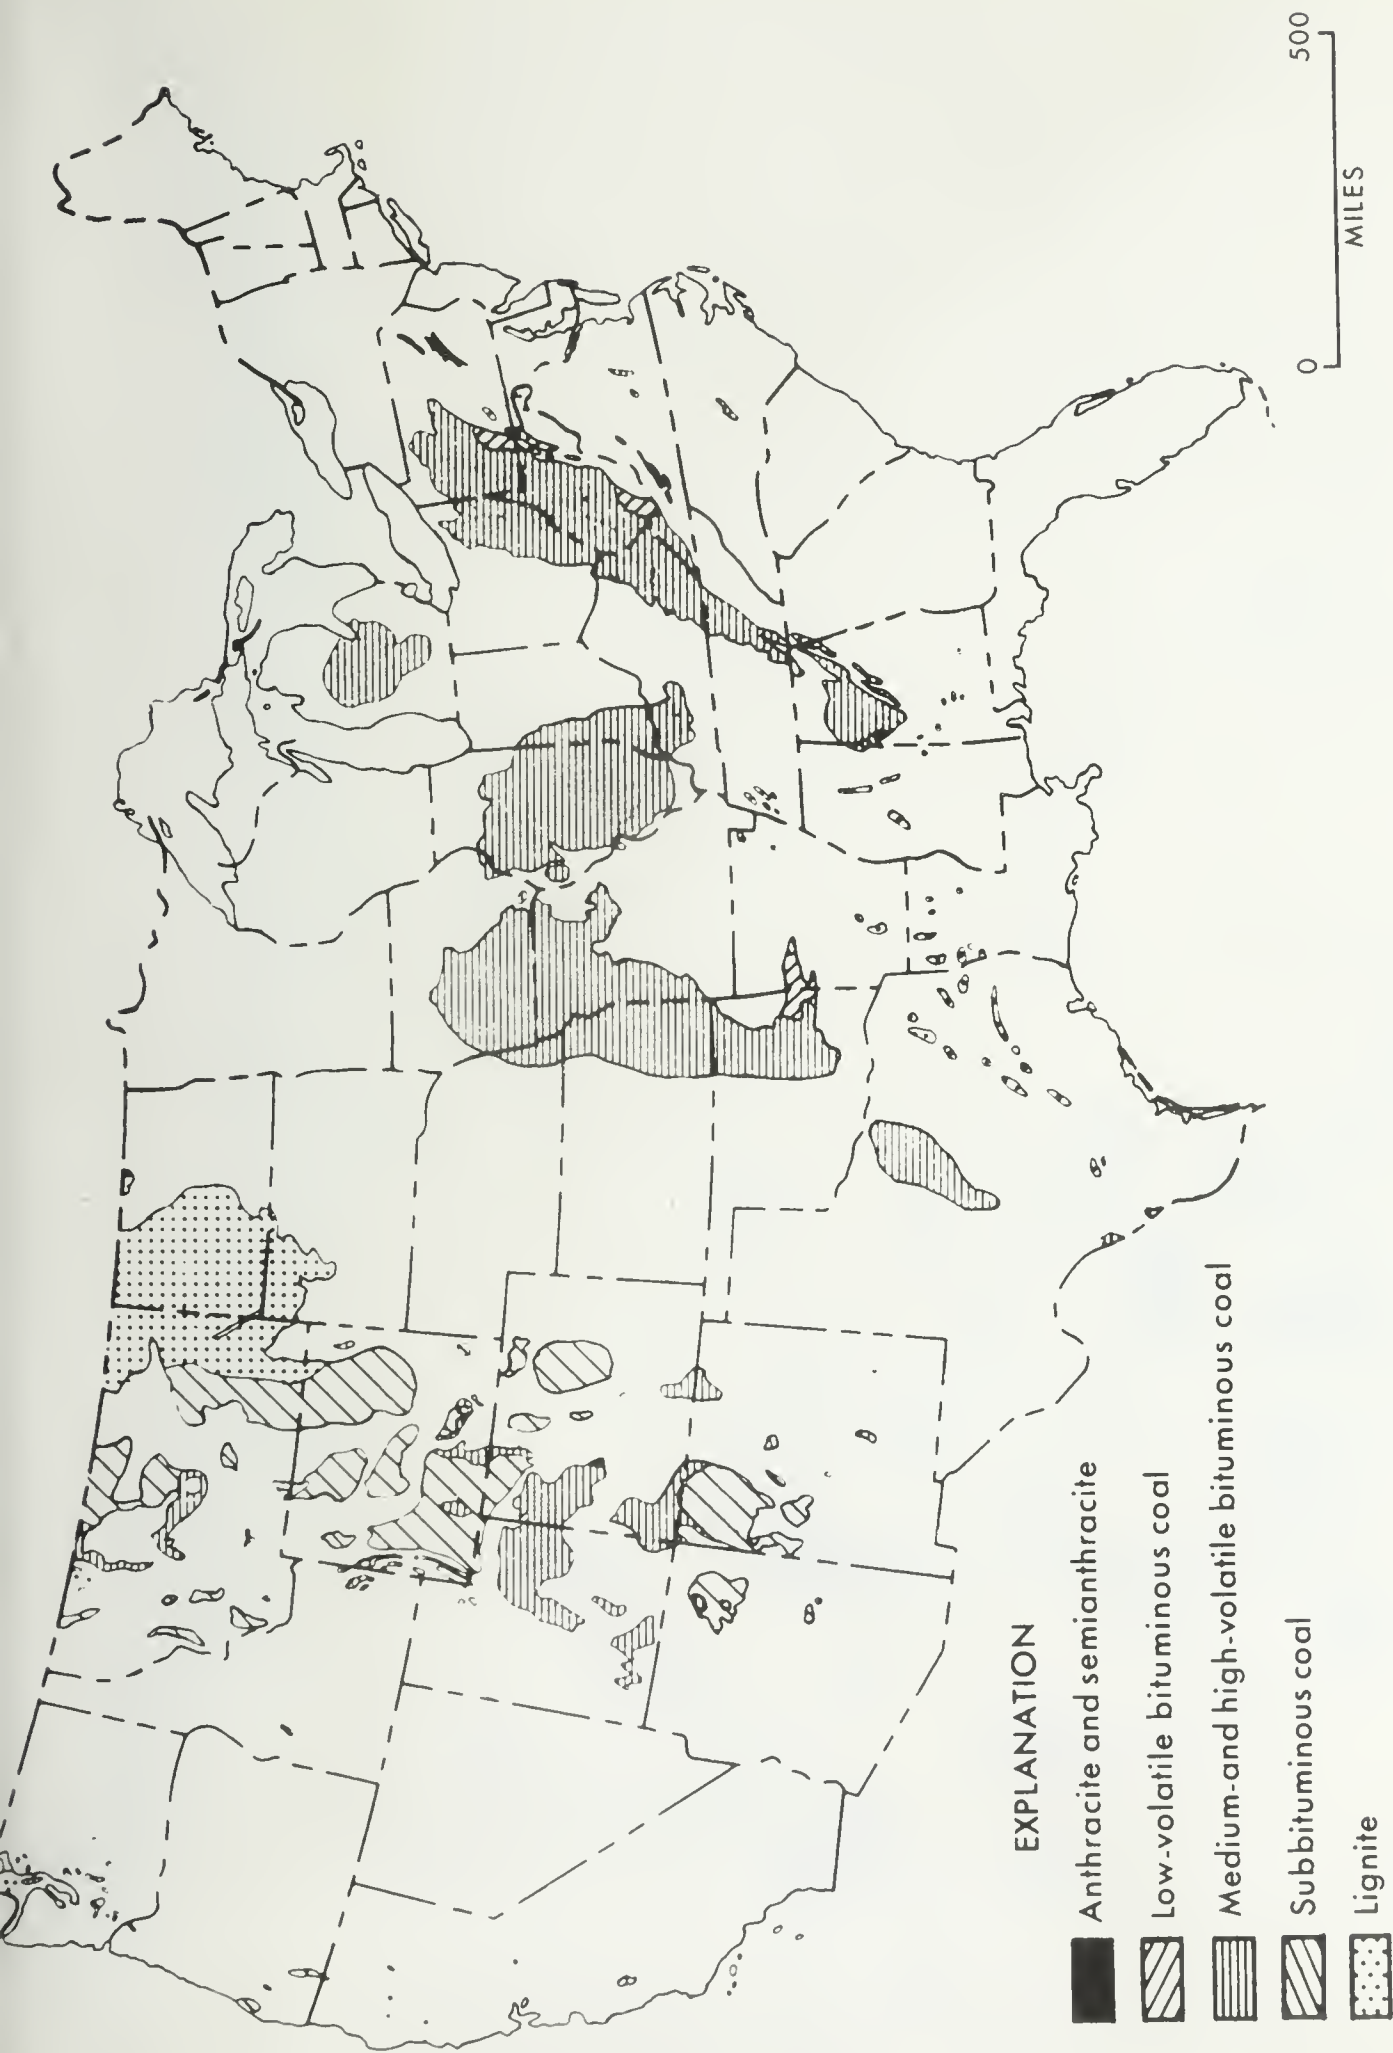 EXPLANATION
Anthracite and semianthracite
Low-volatile bituminous coal
Medium-and high-volatile bituminous coal
Subbituminous coal
Lignite
0 500
MILES